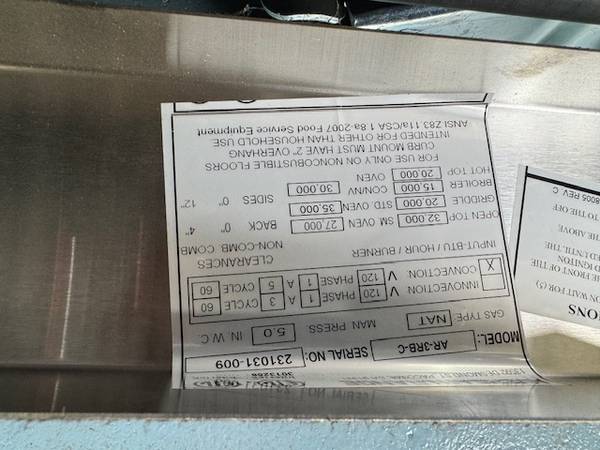 3073268
MODEL: AR-3RB-C SERIAL NO: 231031-009
GAS TYPE: NAT MAN PRESS 5.0 IN. W.C.
INNOVECTION 120 V PHASE 1 A 3 CYCLE 60
X CONVECTION 120 V PHASE 1 A 5 CYCLE 60
INPUT-BTU / HOUR / BURNER CLEARANCES
NON-COMB. COMB
OPEN TOP 32,000 SM OVEN 27,000 BACK 0" 4"
GRIDDLE 20,000 STD OVEN 35,000
BROILER 15,000 CONV. 30,000 SIDES 0" 12"
HOT TOP 20,000 OVEN
FOR USE ONLY ON NONCOBUSTIBLE FLOORS
CURB MOUNT MUST HAVE 2" OVERHANG
INTENDED FOR OTHER THAN HOUSEHOLD USE
ANSI Z83.11a/CSA 1.8a-2007 Food Service Equipment
IONS
WAIT FOR (5)
FRONT OF THE
IGNITON
UNTIL THE
THE ABOVE
TO THE OFF
8005 REV C